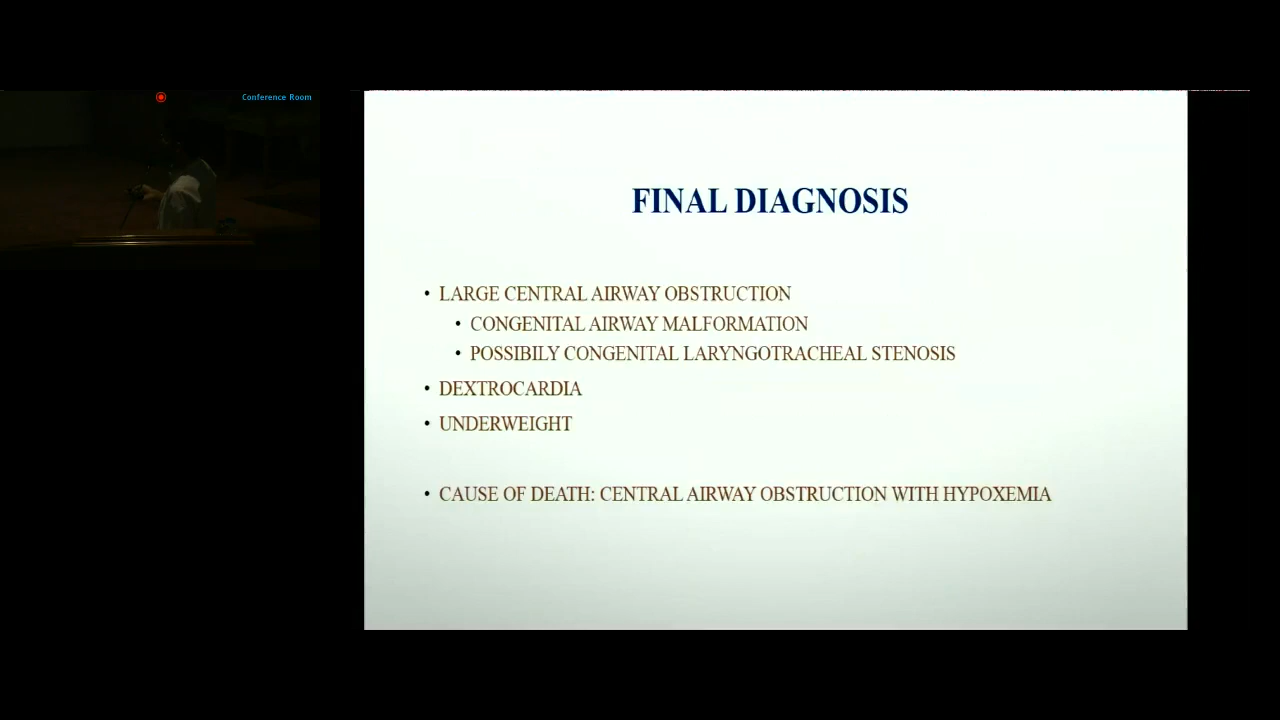 Conference Room
FINAL DIAGNOSIS
• LARGE CENTRAL AIRWAY OBSTRUCTION
• CONGENITAL AIRWAY MALFORMATION
• POSSIBILY CONGENITAL LARYNGOTRACHEAL STENOSIS
• DEXTROCARDIA
• UNDERWEIGHT
• CAUSE OF DEATH: CENTRAL AIRWAY OBSTRUCTION WITH HYPOXEMIA